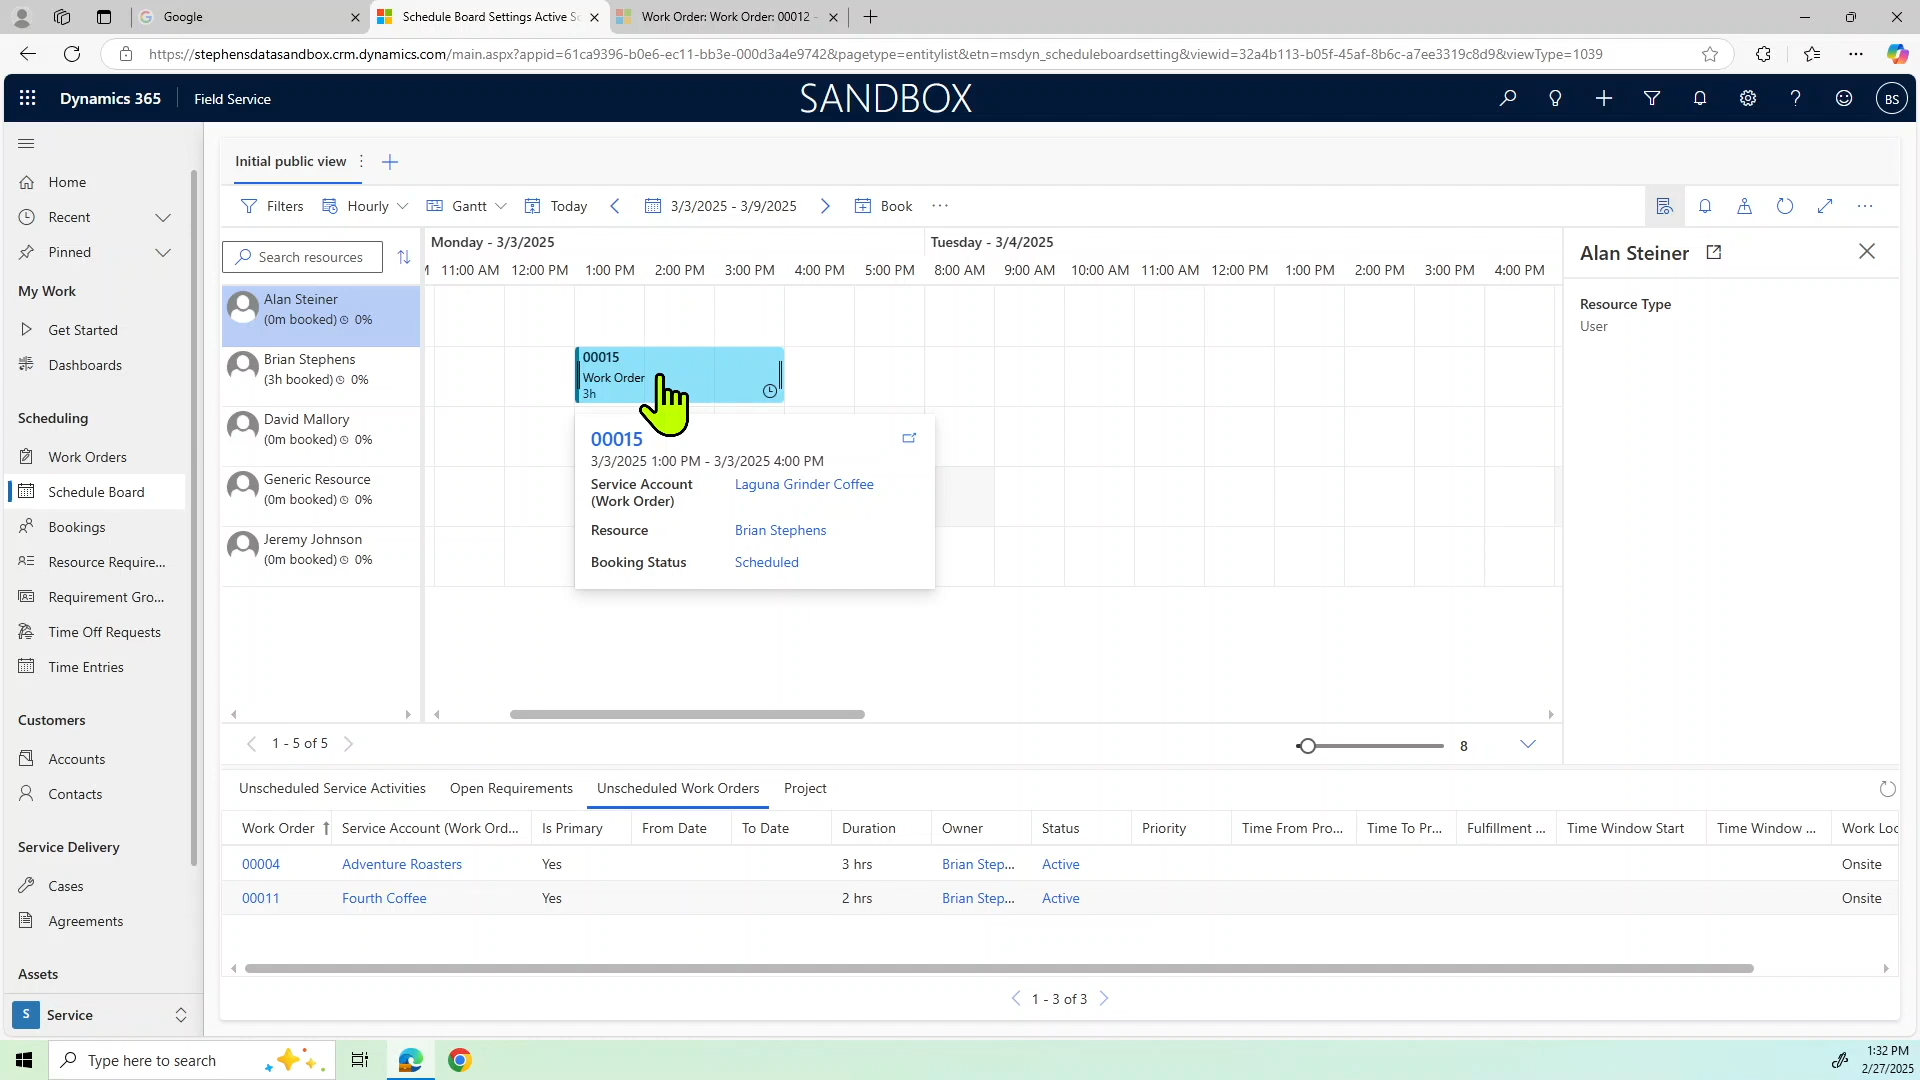 Google
Schedule Board Settings Active Sc
Work Order: Work Order: 00012 -
https://stephensdatasandbox.crm.dynamics.com/main.aspx?appid=61ca9396-b0e6-ec11-bb3e-000d3a4e9742&pagetype=entitylist&etn=msdyn_scheduleboardsetting&viewid=32a4b113-b05f-45af-8b6c-a7ee3319c8d9&viewType=1039
Dynamics 365
Field Service
SANDBOX
BS
Home
Recent
Pinned
My Work
Get Started
Dashboards
Scheduling
Work Orders
Schedule Board
Bookings
Resource Require...
Requirement Gro...
Time Off Requests
Time Entries
Customers
Accounts
Contacts
Service Delivery
Cases
Agreements
Assets
S Service
Initial public view
Filters Hourly Gantt Today 3/3/2025 - 3/9/2025 Book
Search resources
Monday - 3/3/2025 Tuesday - 3/4/2025
M 11:00 AM 12:00 PM 1:00 PM 2:00 PM 3:00 PM 4:00 PM 5:00 PM 8:00 AM 9:00 AM 10:00 AM 11:00 AM 12:00 PM 1:00 PM 2:00 PM 3:00 PM 4:00 PM
Alan Steiner
(0m booked) 0%
Brian Stephens
(3h booked) 0%
David Mallory
(0m booked) 0%
Generic Resource
(0m booked) 0%
Jeremy Johnson
(0m booked) 0%
00015
Work Order
3h
00015
3/3/2025 1:00 PM - 3/3/2025 4:00 PM
Service Account (Work Order) Laguna Grinder Coffee
Resource Brian Stephens
Booking Status Scheduled
Alan Steiner
Resource Type
User
1 - 5 of 5
8
Unscheduled Service Activities Open Requirements Unscheduled Work Orders Project
Work Order Service Account (Work Ord... Is Primary From Date To Date Duration Owner Status Priority Time From Pro... Time To Pr... Fulfillment ... Time Window Start Time Window ... Work Loc
00004 Adventure Roasters Yes 3 hrs Brian Step... Active Onsite
00011 Fourth Coffee Yes 2 hrs Brian Step... Active Onsite
1 - 3 of 3
Type here to search
1:32 PM
2/27/2025